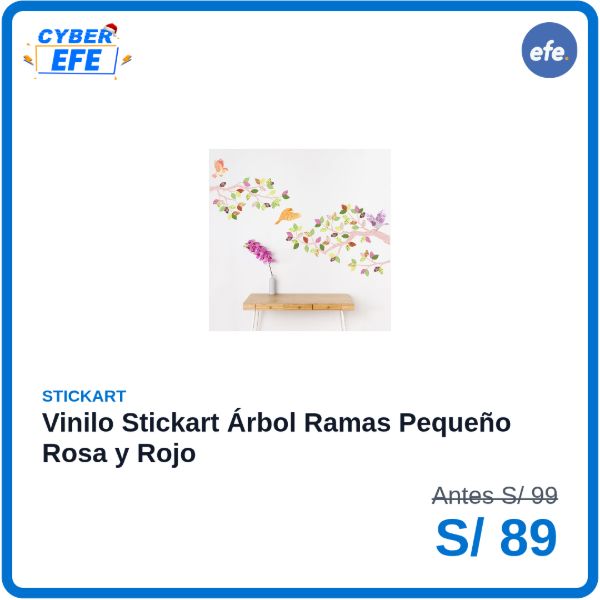 CYBER
EFE
efe.
STICKART
Vinilo Stickart Árbol Ramas Pequeño
Rosa y Rojo
Antes S/ 99
S/ 89